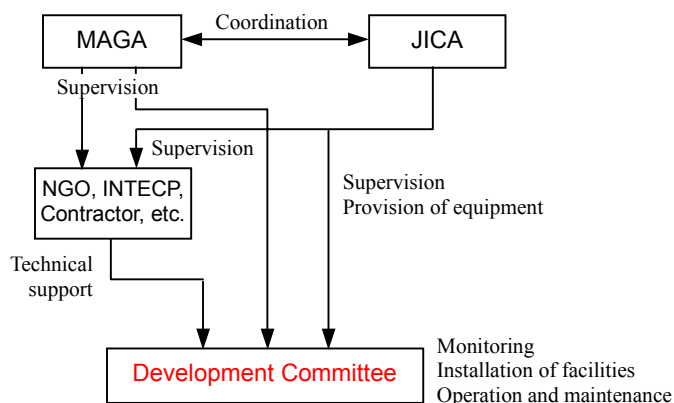 Coordination
MAGA
JICA
Supervision
Supervision
NGO, INTECP,
Contractor, etc.
Supervision
Provision of equipment
Technical
support
Development Committee
Monitoring
Installation of facilities
Operation and maintenance